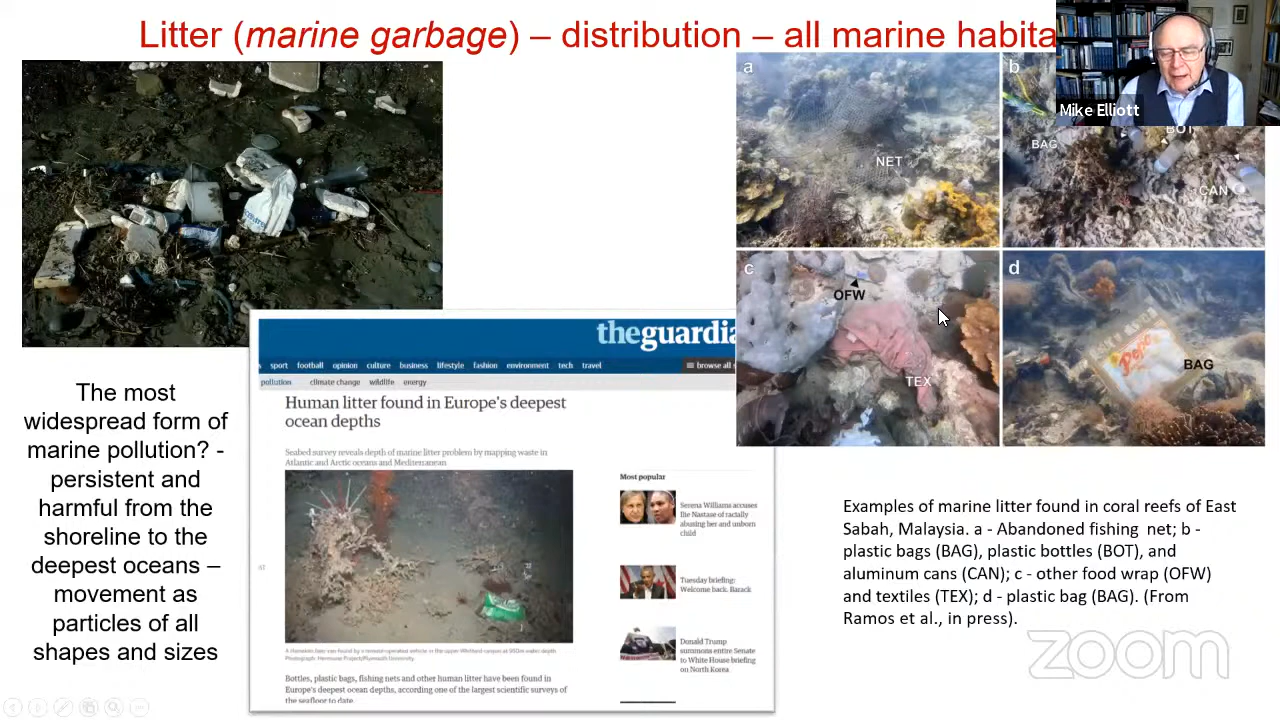 Litter (marine garbage) – distribution – all marine habita
Mike Elliott
a
NET
b
BAG
BOT
CAN
c
OFW
TEX
d
BAG
The most
widespread form of
marine pollution? -
persistent and
harmful from the
shoreline to the
deepest oceans –
movement as
particles of all
shapes and sizes
theguardia
sport football opinion culture business lifestyle fashion environment tech travel
browse all s
pollution climate change wildlife energy
Human litter found in Europe's deepest
ocean depths
Seabed survey reveals depth of marine litter problem by mapping waste in
Atlantic and Arctic oceans and Mediterranean
Bottles, plastic bags, fishing nets and other human litter have been found in
Europe's deepest ocean depths, according one of the largest scientific surveys of
the seafloor to date.
Most popular
Serena Williams accuses
Ilie Nastase of racially
abusing her and unborn
child
Tuesday briefing:
Welcome back, Barack
Donald Trump
summons entire Senate
to White House briefing
on North Korea
Examples of marine litter found in coral reefs of East
Sabah, Malaysia. a - Abandoned fishing net; b -
plastic bags (BAG), plastic bottles (BOT), and
aluminum cans (CAN); c - other food wrap (OFW)
and textiles (TEX); d - plastic bag (BAG). (From
Ramos et al., in press).
zoom